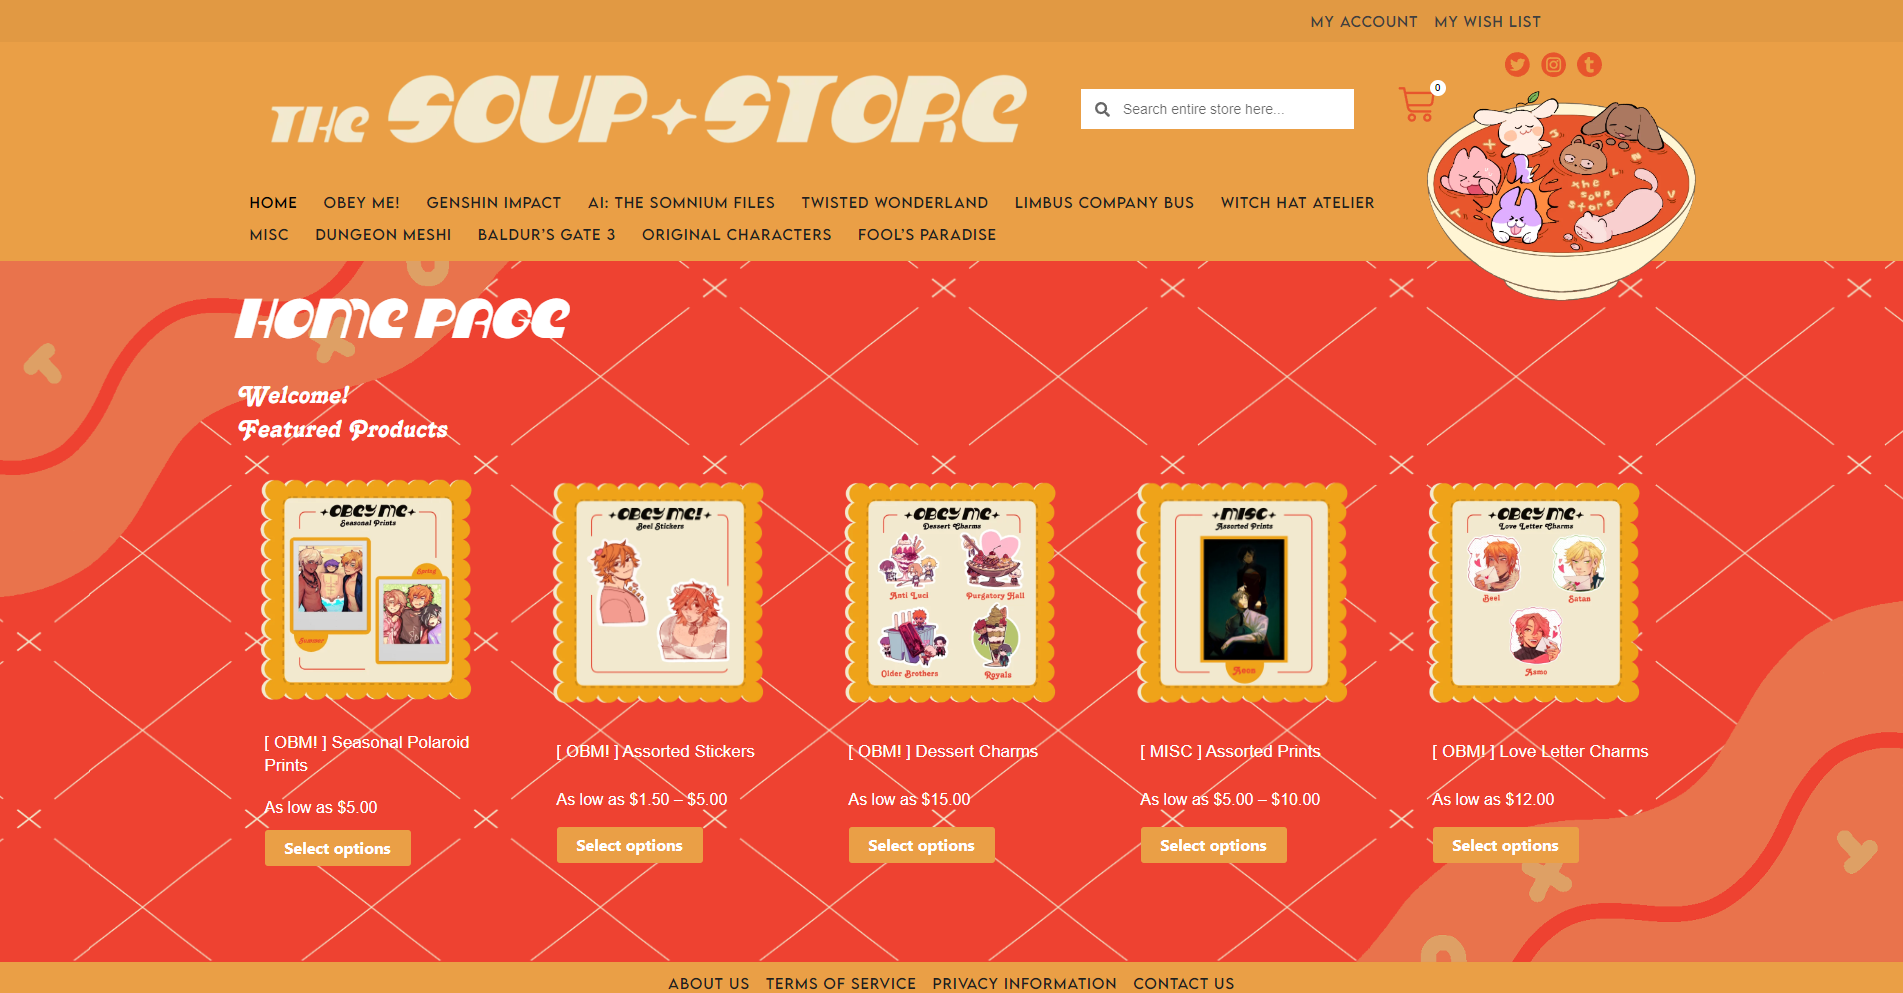 MY ACCOUNT MY WISH LIST
THE SOUP STORE
Search entire store here...
0
the
soup
store
HOME OBEY ME! GENSHIN IMPACT AI: THE SOMNIUM FILES TWISTED WONDERLAND LIMBUS COMPANY BUS WITCH HAT ATELIER
MISC DUNGEON MESHI BALDUR'S GATE 3 ORIGINAL CHARACTERS FOOL'S PARADISE
HOME PAGE
Welcome!
Featured Products
OBEY ME
Seasonal Prints
Spring
Summer
OBEY ME!
Beel Stickers
OBEY ME
Dessert Charms
Anti Luci Purgatory Hall
Older Brothers Royals
MISC
Assorted Prints
Aeon
OBEY ME
Love Letter Charms
Beel Satan
Asmo
[ OBM! ] Seasonal Polaroid
Prints
As low as $5.00
Select options
[ OBM! ] Assorted Stickers
As low as $1.50 – $5.00
Select options
[ OBM! ] Dessert Charms
As low as $15.00
Select options
[ MISC ] Assorted Prints
As low as $5.00 – $10.00
Select options
[ OBM! ] Love Letter Charms
As low as $12.00
Select options
ABOUT US TERMS OF SERVICE PRIVACY INFORMATION CONTACT US